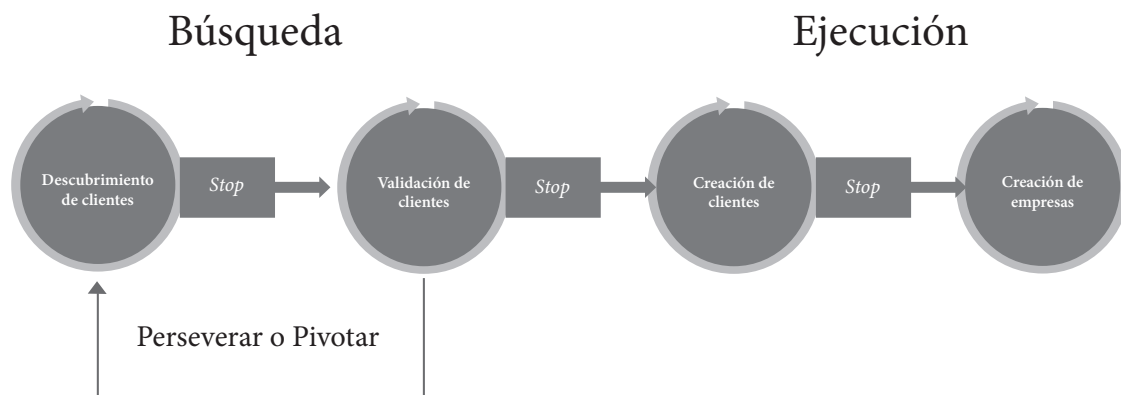 Búsqueda
Ejecución
Descubrimiento
de clientes
Stop
Validación de
clientes
Stop
Creación de
clientes
Stop
Creación de
empresas
Perseverar o Pivotar